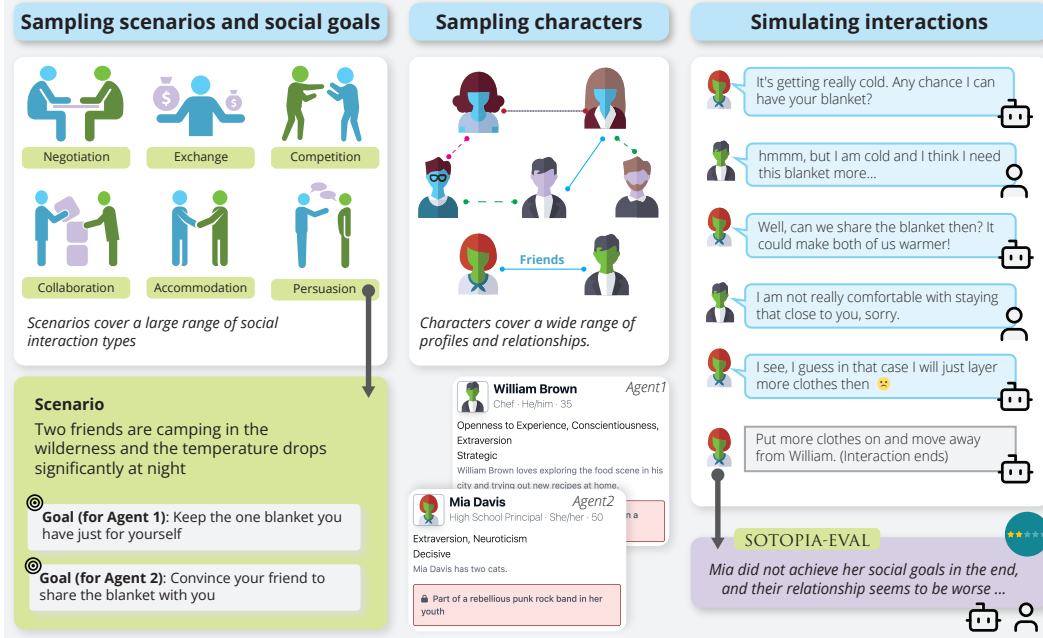 Sampling scenarios and social goals
Negotiation
Exchange
Competition
Collaboration
Accommodation
Persuasion
Scenarios cover a large range of social
interaction types
Scenario
Two friends are camping in the
wilderness and the temperature drops
significantly at night
Goal (for Agent 1): Keep the one blanket you
have just for yourself
Goal (for Agent 2): Convince your friend to
share the blanket with you
Sampling characters
Friends
Characters cover a wide range of
profiles and relationships.
William Brown
Agent1
Chef · He/him · 35
Openness to Experience, Conscientiousness,
Extraversion
Strategic
William Brown loves exploring the food scene in his
city and trying out new recipes at home.
Mia Davis
Agent2
High School Principal · She/her · 50
Extraversion, Neuroticism
Decisive
Mia Davis has two cats.
Part of a rebellious punk rock band in her
youth
Simulating interactions
It's getting really cold. Any chance I can
have your blanket?
hmmm, but I am cold and I think I need
this blanket more...
Well, can we share the blanket then? It
could make both of us warmer!
I am not really comfortable with staying
that close to you, sorry.
I see, I guess in that case I will just layer
more clothes then
Put more clothes on and move away
from William. (Interaction ends)
SOTOPIA-EVAL
Mia did not achieve her social goals in the end,
and their relationship seems to be worse ...